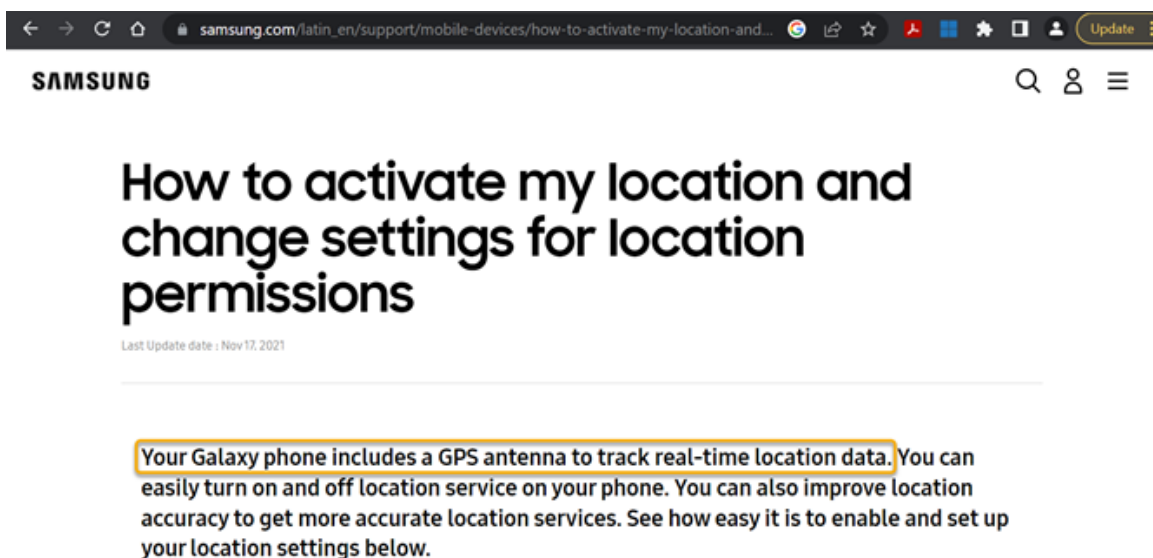 samsung.com/latin_en/support/mobile-devices/how-to-activate-my-location-and...
Update
SAMSUNG
How to activate my location and
change settings for location
permissions
Last Update date : Nov 17, 2021
Your Galaxy phone includes a GPS antenna to track real-time location data. You can
easily turn on and off location service on your phone. You can also improve location
accuracy to get more accurate location services. See how easy it is to enable and set up
your location settings below.